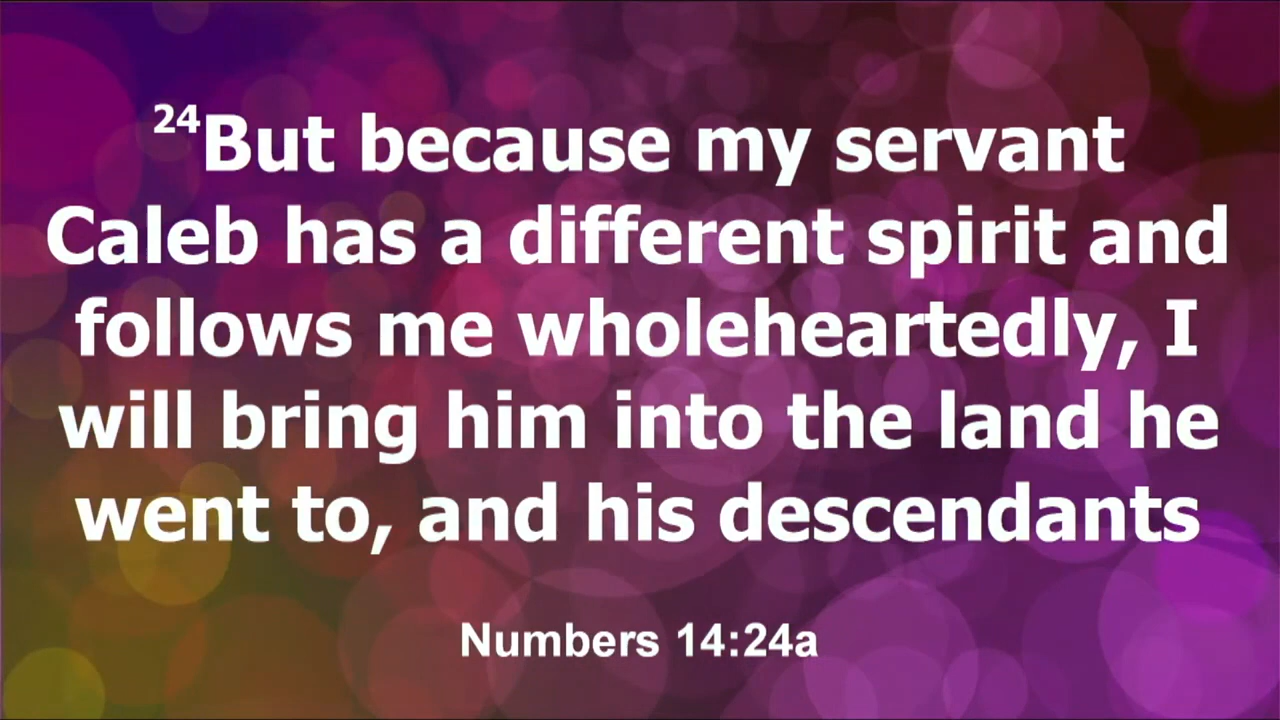 24But because my servant
Caleb has a different spirit and
follows me wholeheartedly, I
will bring him into the land he
went to, and his descendants
Numbers 14:24a